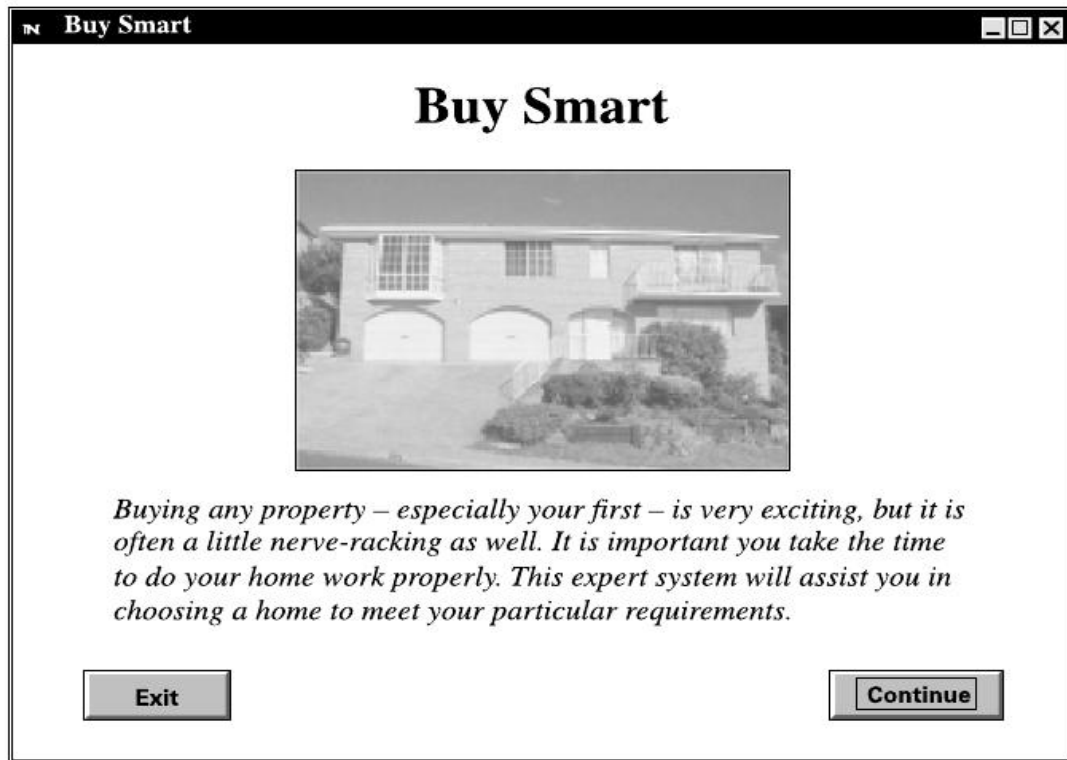 Buy Smart
Buy Smart
Buying any property – especially your first – is very exciting, but it is
often a little nerve-racking as well. It is important you take the time
to do your home work properly. This expert system will assist you in
choosing a home to meet your particular requirements.
Exit
Continue